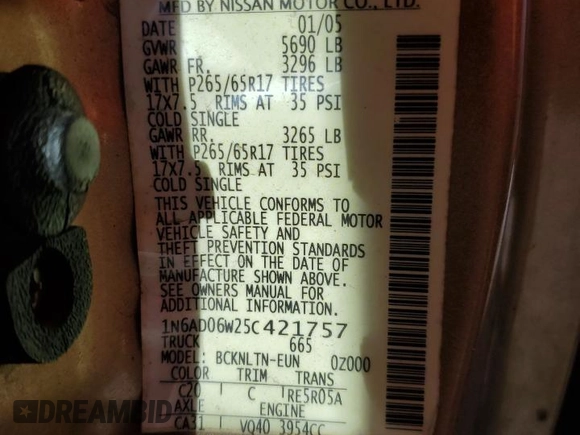 MFD BY NISSAN MOTOR CO., LTD.
DATE 01/05
GVWR 5690 LB
GAWR FR. 3296 LB
WITH P265/65R17 TIRES
17X7.5 RIMS AT 35 PSI
COLD SINGLE
GAWR RR. 3265 LB
WITH P265/65R17 TIRES
17X7.5 RIMS AT 35 PSI
COLD SINGLE
THIS VEHICLE CONFORMS TO
ALL APPLICABLE FEDERAL MOTOR
VEHICLE SAFETY AND
THEFT PREVENTION STANDARDS
IN EFFECT ON THE DATE OF
MANUFACTURE SHOWN ABOVE.
SEE OWNERS MANUAL FOR
ADDITIONAL INFORMATION.
1N6AD06W25C421757
TRUCK 665
MODEL: BCKNLTN-EUN 0Z000
COLOR TRIM TRANS
C20 C RE5R05A
AXLE ENGINE
CA31 VQ40 3954CC
DREAMBID